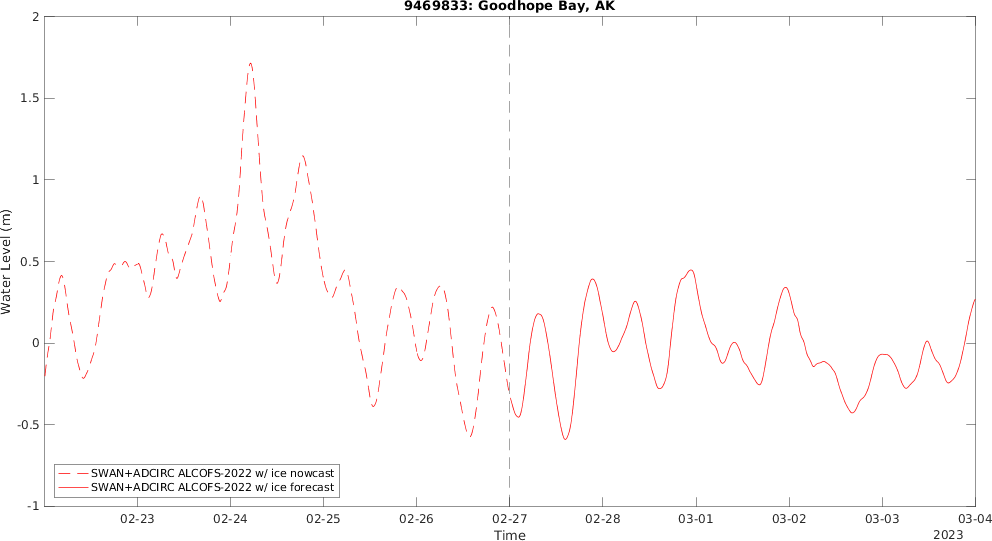 9469833: Goodhope Bay, AK
2
1.5
1
0.5
0
-0.5
-1
Water Level (m)
SWAN+ADCIRC ALCOFS-2022 w/ ice nowcast
SWAN+ADCIRC ALCOFS-2022 w/ ice forecast
02-23 02-24 02-25 02-26 02-27 02-28 03-01 03-02 03-03 03-04
Time
2023